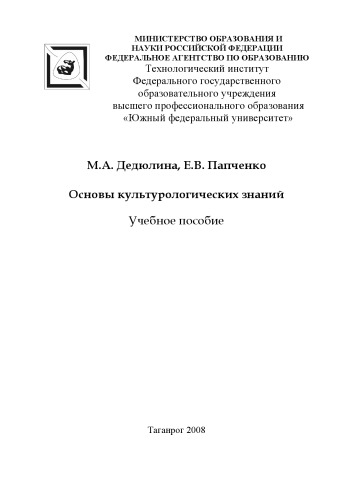 МИНИСТЕРСТВО ОБРАЗОВАНИЯ И
НАУКИ РОССИЙСКОЙ ФЕДЕРАЦИИ
ФЕДЕРАЛЬНОЕ АГЕНТСТВО ПО ОБРАЗОВАНИЮ
Технологический институт
Федерального государственного
образовательного учреждения
высшего профессионального образования
«Южный федеральный университет»
М.А. Дедюлина, Е.В. Папченко
Основы культурологических знаний
Учебное пособие
Таганрог 2008